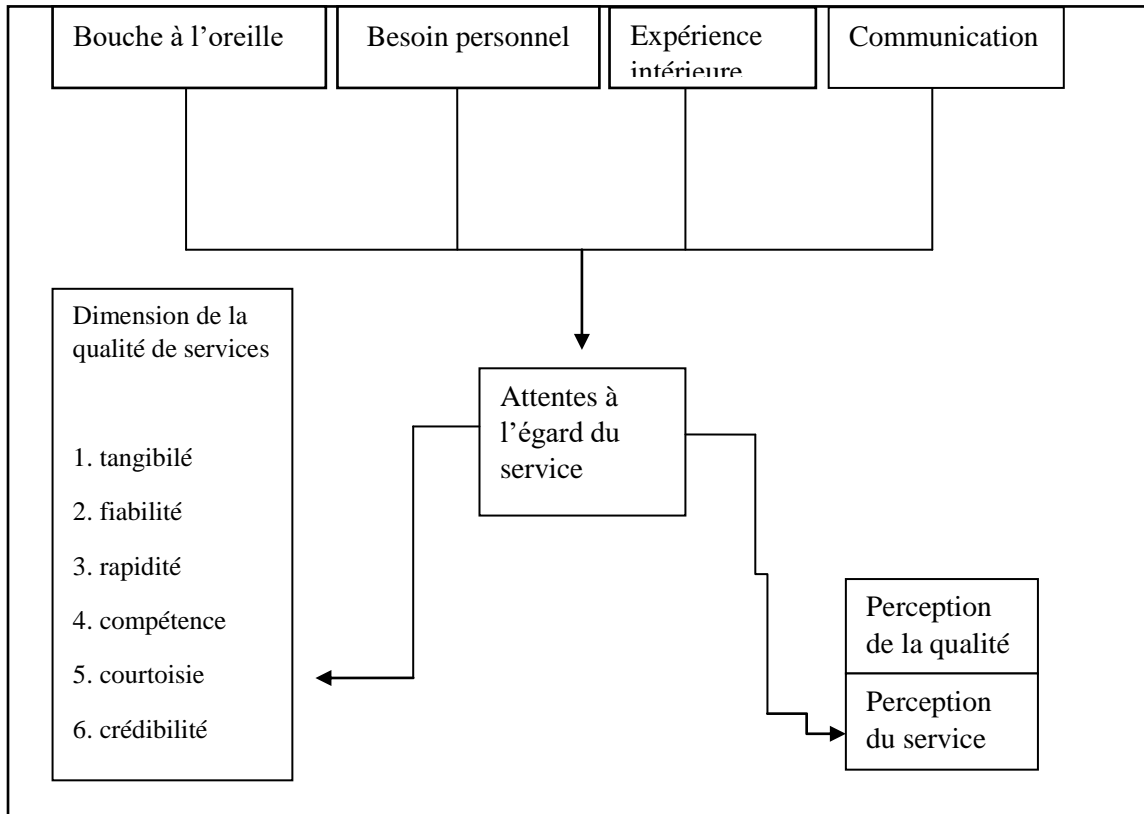 Bouche à l’oreille
Besoin personnel
Expérience
intérieure
Communication
Dimension de la
qualité de services
1. tangibilé
2. fiabilité
3. rapidité
4. compétence
5. courtoisie
6. crédibilité
Attentes à
l’égard du
service
Perception
de la qualité
Perception
du service